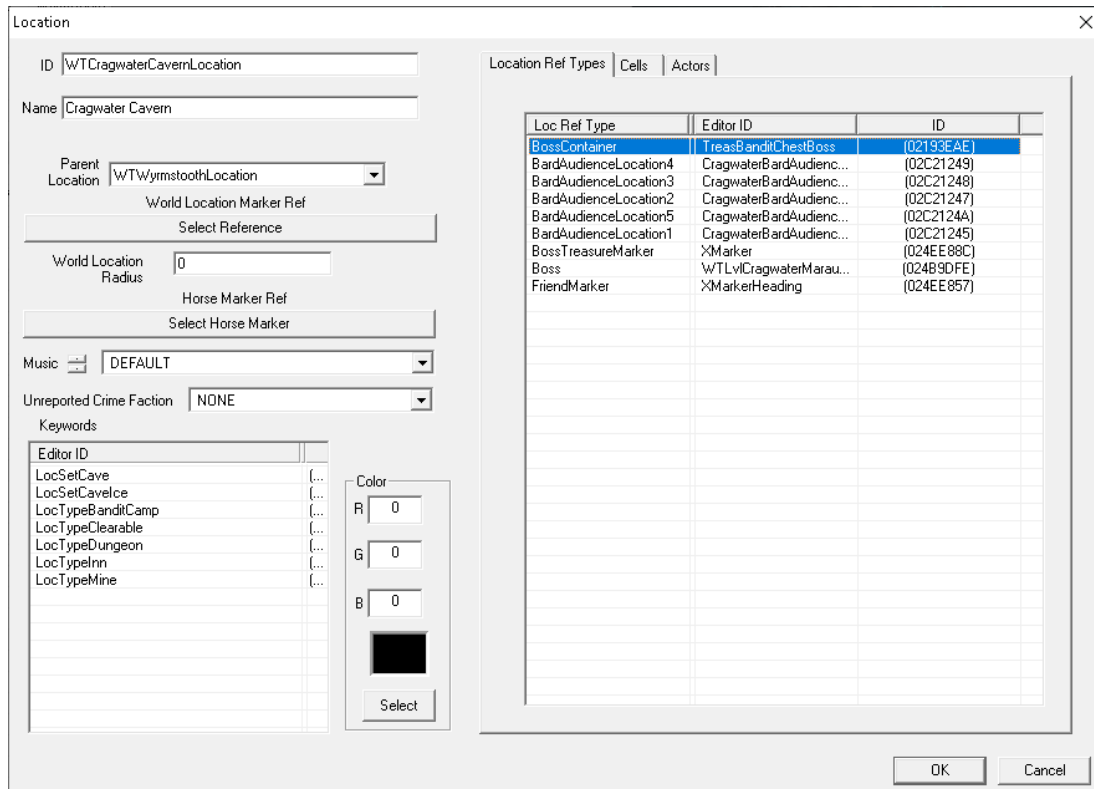 Location
ID WTCragwaterCavernLocation
Name Cragwater Cavern
Parent Location WTWyrmstoothLocation
World Location Marker Ref
Select Reference
World Location Radius 0
Horse Marker Ref
Select Horse Marker
Music DEFAULT
Unreported Crime Faction NONE
Keywords
Editor ID
LocSetCave (...
LocSetCaveIce (...
LocTypeBanditCamp (...
LocTypeClearable (...
LocTypeDungeon (...
LocTypeInn (...
LocTypeMine (...
Color
R 0
G 0
B 0
Select
Location Ref Types Cells Actors
Loc Ref Type Editor ID ID
BossContainer TreasBanditChestBoss (02193EAE)
BardAudienceLocation4 CragwaterBardAudienc... (02C21249)
BardAudienceLocation3 CragwaterBardAudienc... (02C21248)
BardAudienceLocation2 CragwaterBardAudienc... (02C21247)
BardAudienceLocation5 CragwaterBardAudienc... (02C2124A)
BardAudienceLocation1 CragwaterBardAudienc... (02C21245)
BossTreasureMarker XMarker (024EE88C)
Boss WTLvlCragwaterMarau... (024B9DFE)
FriendMarker XMarkerHeading (024EE857)
OK Cancel